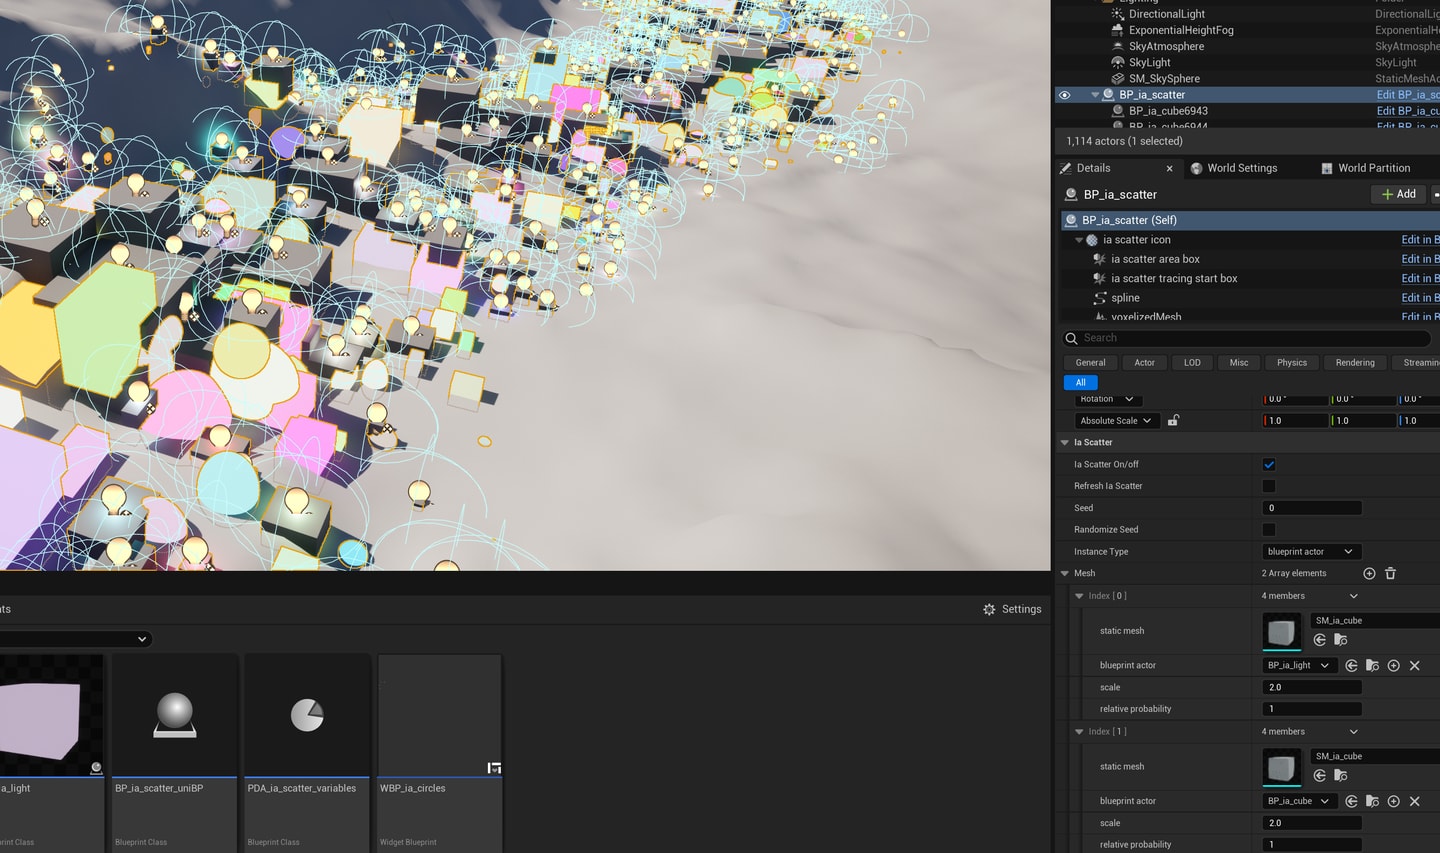 Lighting
Folder
DirectionalLight
DirectionalLig
ExponentialHeightFog
ExponentialHe
SkyAtmosphere
SkyAtmosphe
SkyLight
SkyLight
SM_SkySphere
StaticMeshAc
BP_ia_scatter
Edit BP_ia_sc
BP_ia_cube6943
Edit BP_ia_cu
BP_ia_cube6944
Edit BP_ia_cu
1,114 actors (1 selected)
Details
World Settings
World Partition
BP_ia_scatter
+ Add
BP_ia_scatter (Self)
ia scatter icon
Edit in B
ia scatter area box
Edit in B
ia scatter tracing start box
Edit in B
spline
Edit in B
voxelizedMesh
Edit in B
Search
General
Actor
LOD
Misc
Physics
Rendering
Streaming
All
Rotation
0.0 °
0.0 °
0.0 °
Absolute Scale
1.0
1.0
1.0
Ia Scatter
Ia Scatter On/off
Refresh Ia Scatter
Seed
0
Randomize Seed
Instance Type
blueprint actor
Mesh
2 Array elements
Index [ 0 ]
4 members
static mesh
SM_ia_cube
blueprint actor
BP_ia_light
scale
2.0
relative probability
1
Index [ 1 ]
4 members
static mesh
SM_ia_cube
blueprint actor
BP_ia_cube
scale
2.0
relative probability
1
nts
Settings
a_light
rint Class
BP_ia_scatter_uniBP
Blueprint Class
PDA_ia_scatter_variables
Blueprint Class
WBP_ia_circles
Widget Blueprint